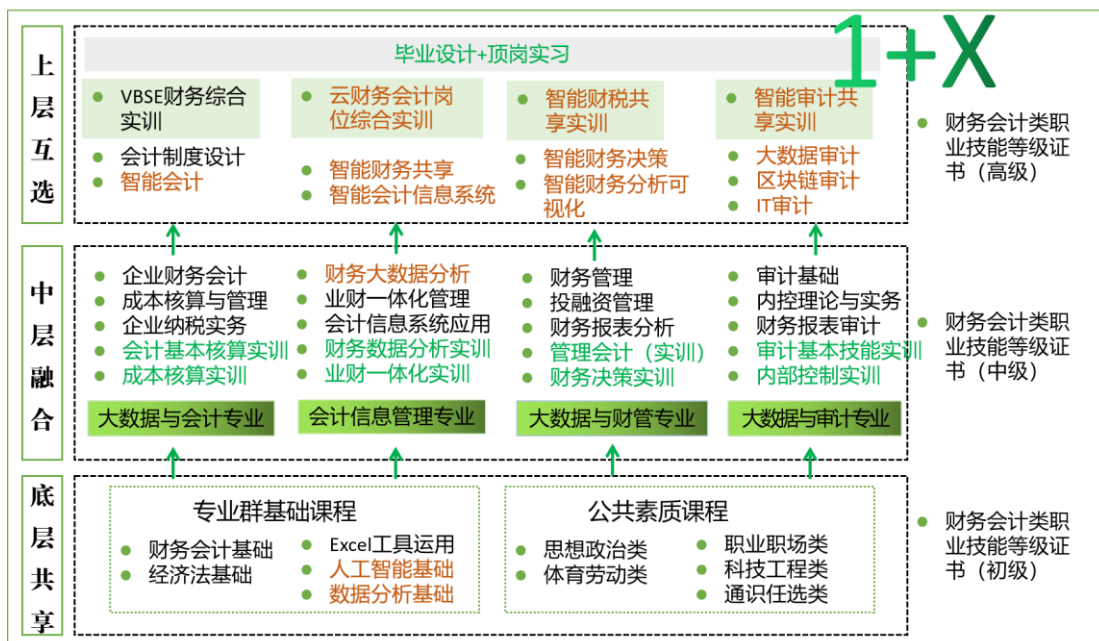 1+X
上层互选
毕业设计+顶岗实习
VBSE财务综合
实训
会计制度设计
智能会计
云财务会计岗
位综合实训
智能财务共享
智能会计信息系统
智能财税共
享实训
智能财务决策
智能财务分析可
视化
智能审计共
享实训
大数据审计
区块链审计
IT审计
财务会计类职
业技能等级证
书（高级）
中层融合
企业财务会计
成本核算与管理
企业纳税实务
会计基本核算实训
成本核算实训
大数据与会计专业
财务大数据分析
业财一体化管理
会计信息系统应用
财务数据分析实训
业财一体化实训
会计信息管理专业
财务管理
投融资管理
财务报表分析
管理会计（实训）
财务决策实训
大数据与财管专业
审计基础
内控理论与实务
财务报表审计
审计基本技能实训
内部控制实训
大数据与审计专业
财务会计类职
业技能等级证
书（中级）
底层共享
专业群基础课程
财务会计基础
经济法基础
Excel工具运用
人工智能基础
数据分析基础
公共素质课程
思想政治类
体育劳动类
职业职场类
科技工程类
通识任选类
财务会计类职
业技能等级证
书（初级）